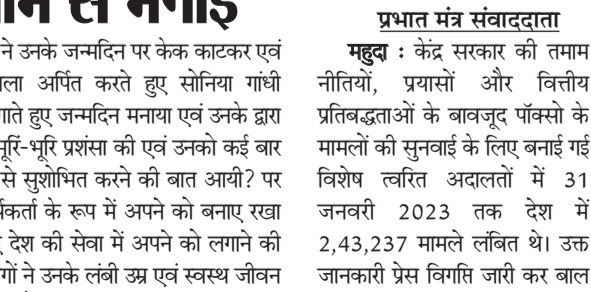 ने उनके जन्मदिन पर केक काटकर एवं
अर्पित करते हुए सोनिया गांधी
हुए जन्मदिन मनाया एवं उनके द्वारा
भूरि-भूरि प्रशंसा की एवं उनको कई बार
से सुशोभित करने की बात आयी? पर
के रूप में अपने को बनाए रखा
देश की सेवा में अपने को लगाने की
ने उनके लंबी उम्र एवं स्वस्थ जीवन
प्रभात मंत्र संवाददाता
महुदा : केंद्र सरकार की तमाम
नीतियों, प्रयासों और वित्तीय
प्रतिबद्धताओं के बावजूद पॉक्सो के
मामलों की सुनवाई के लिए बनाई गई
विशेष त्वरित अदालतों में 31
जनवरी 2023 तक देश में
2,43,237 मामले लंबित थे। उक्त
जानकारी प्रेस विगप्ति जारी कर बाल